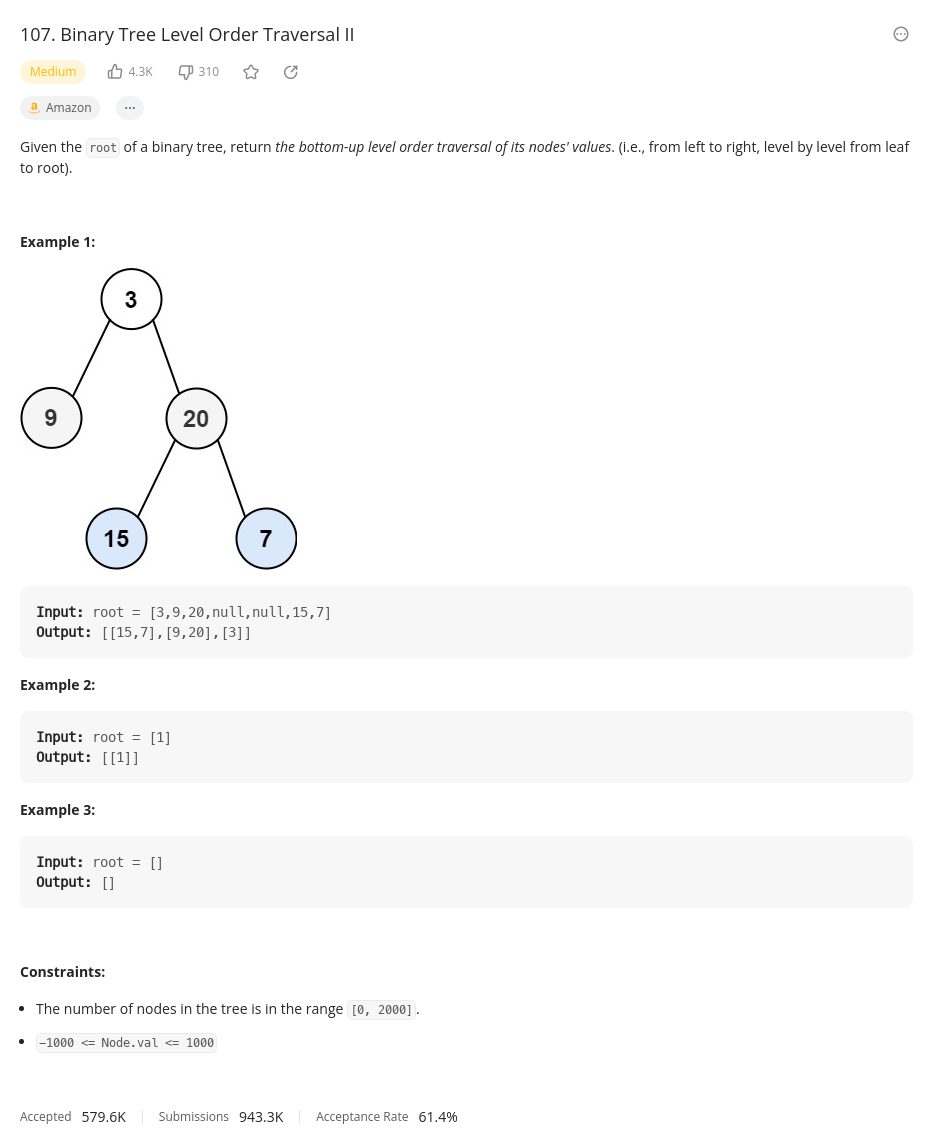 107. Binary Tree Level Order Traversal II
Medium 4.3K 310
a Amazon ...
Given the root of a binary tree, return the bottom-up level order traversal of its nodes' values. (i.e., from left to right, level by level from leaf
to root).
Example 1:
3
9 20
15 7
Input: root = [3,9,20,null,null,15,7]
Output: [[15,7],[9,20],[3]]
Example 2:
Input: root = [1]
Output: [[1]]
Example 3:
Input: root = []
Output: []
Constraints:
• The number of nodes in the tree is in the range [0, 2000].
• −1000 <= Node.val <= 1000
Accepted 579.6K Submissions 943.3K Acceptance Rate 61.4%